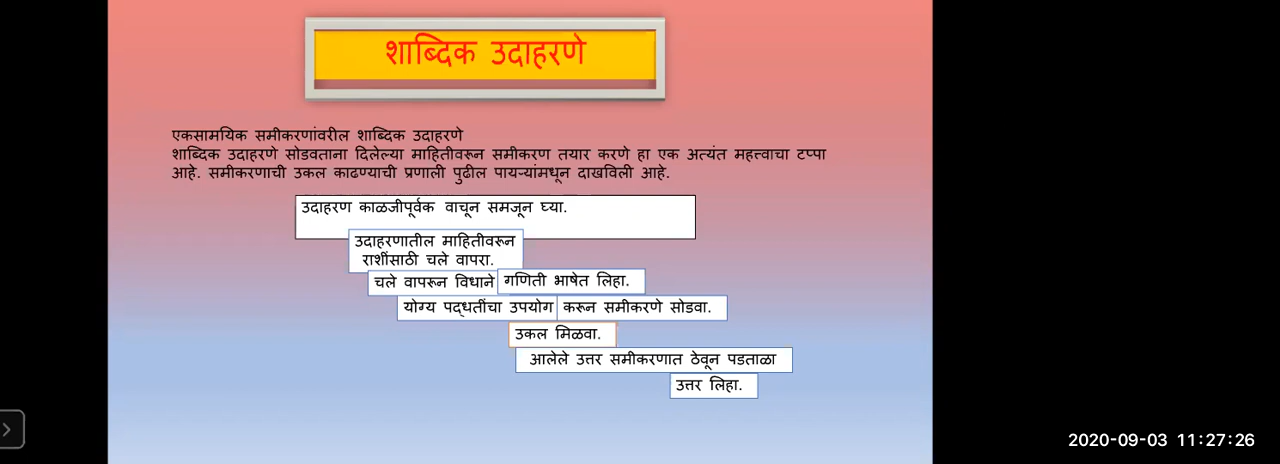 शाब्दिक उदाहरणे
एकसामयिक समीकरणांवरील शाब्दिक उदाहरणे
शाब्दिक उदाहरणे सोडवताना दिलेल्या माहितीवरून समीकरण तयार करणे हा एक अत्यंत महत्त्वाचा टप्पा
आहे. समीकरणाची उकल काढण्याची प्रणाली पुढील पायऱ्यांमधून दाखविली आहे.
उदाहरण काळजीपूर्वक वाचून समजून घ्या.
उदाहरणातील माहितीवरून
राशींसाठी चले वापरा.
चले वापरून विधाने गणिती भाषेत लिहा.
योग्य पद्धतींचा उपयोग करून समीकरणे सोडवा.
उकल मिळवा.
आलेले उत्तर समीकरणात ठेवून पडताळा
उत्तर लिहा.
2020-09-03 11:27:26